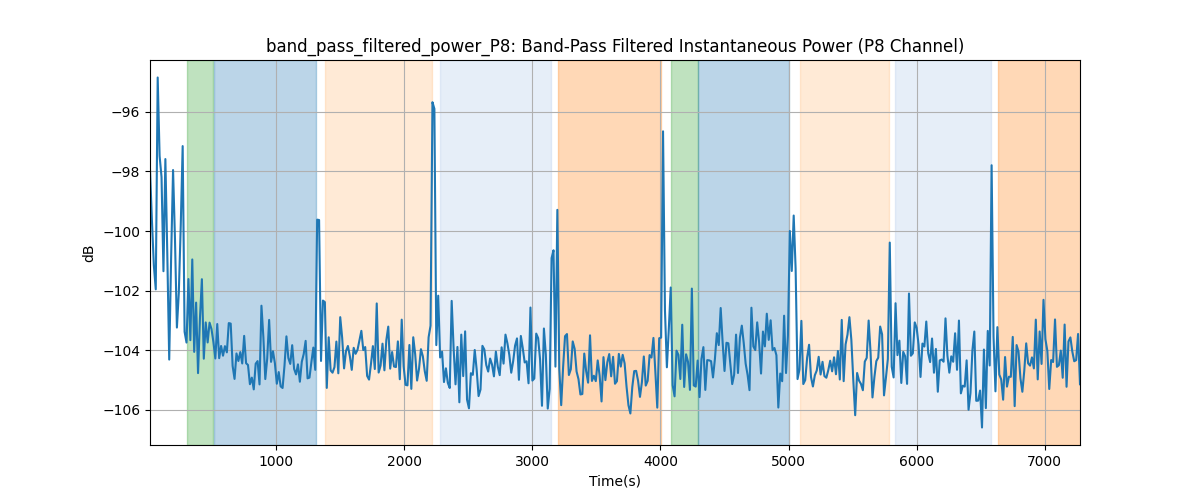 band_pass_filtered_power_P8: Band-Pass Filtered Instantaneous Power (P8 Channel)
−96
−98
−100
−102
−104
−106
dB
1000 2000 3000 4000 5000 6000 7000
Time(s)